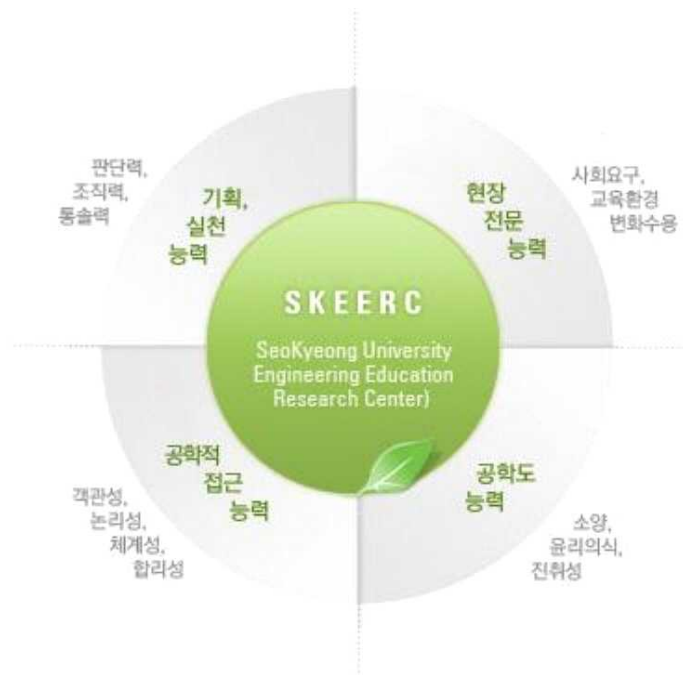 판단력,
조직력,
통솔력
기획,
실천
능력
현장
전문
능력
사회요구,
교육환경
변화수용
SKEERC
SeoKyeong University
Engineering Education
Research Center)
공학적
접근
능력
객관성,
논리성,
체계성,
합리성
공학도
능력
소양,
윤리의식,
진취성